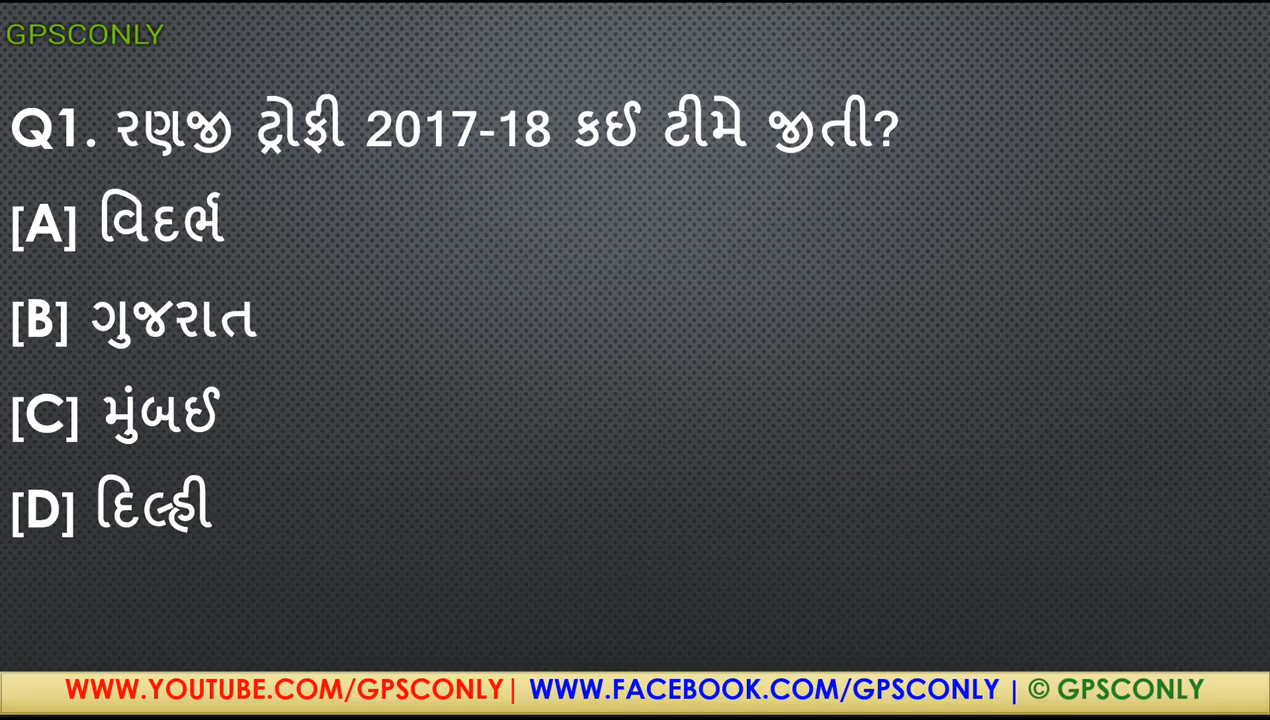 GPSCONLY
Q1. રણજી ટ્રોફી 2017-18 કઈ ટીમે જીતી?
[A] વિદર્ભ
[B] ગુજરાત
[C] મુંબઈ
[D] દિલ્હી
WWW.YOUTUBE.COM/GPSCONLY| WWW.FACEBOOK.COM/GPSCONLY | © GPSCONLY